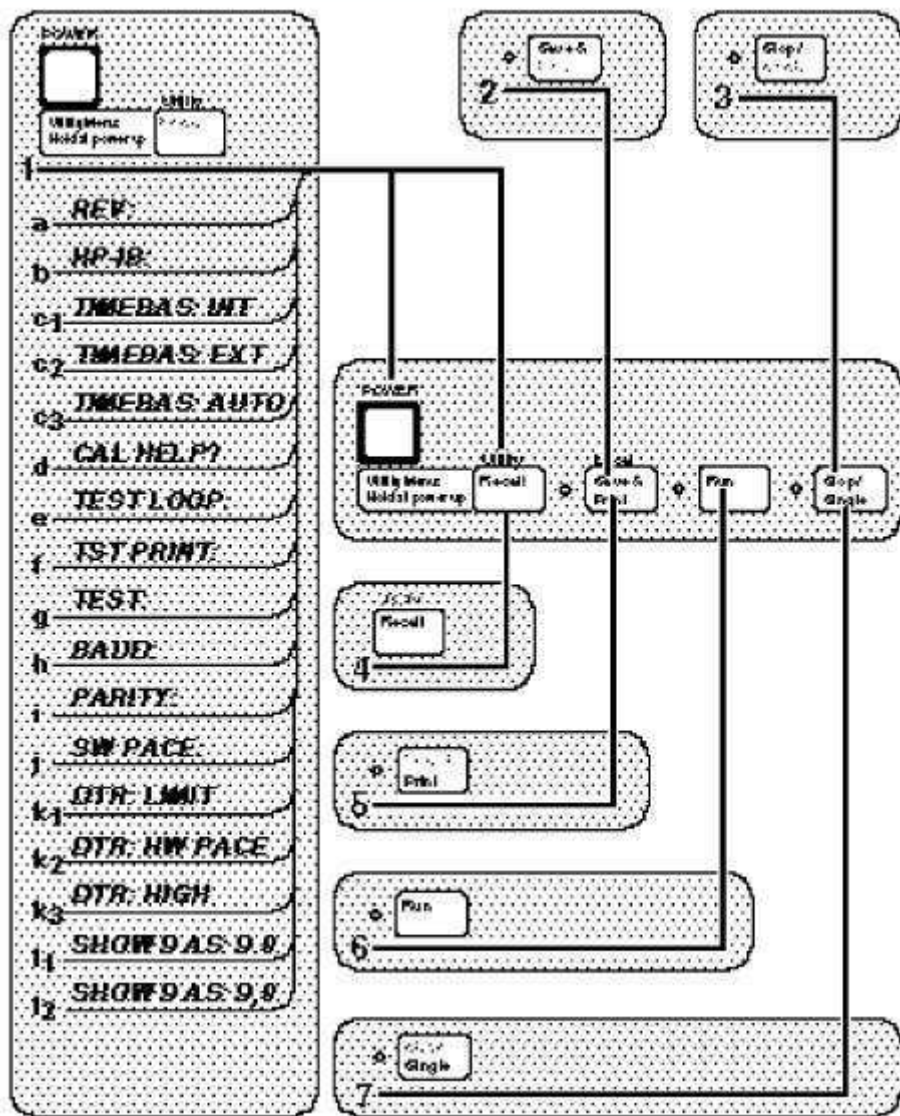 POWER
Utility
Utility Menu:
Hold at power up
1
a REV:
b HP-IB:
c1 TIMEBAS: INT
c2 TIMEBAS: EXT
c3 TIMEBAS: AUTO
d CAL HELP?
e TEST LOOP:
f TST PRINT:
g TEST:
h BAUD:
i PARITY:
j SW PACE:
k1 DTR: LIMIT
k2 DTR: HW PACE
k3 DTR: HIGH
l1 SHOW 9 AS: 9.0
l2 SHOW 9 AS: 9,0
Save &
2
Stop/
3
POWER
Utility Menu:
Hold at power up
Utility
Recall
Local
Save &
Print
Run
Stop/
Single
Recall
4
Print
5
Run
6
Single
7